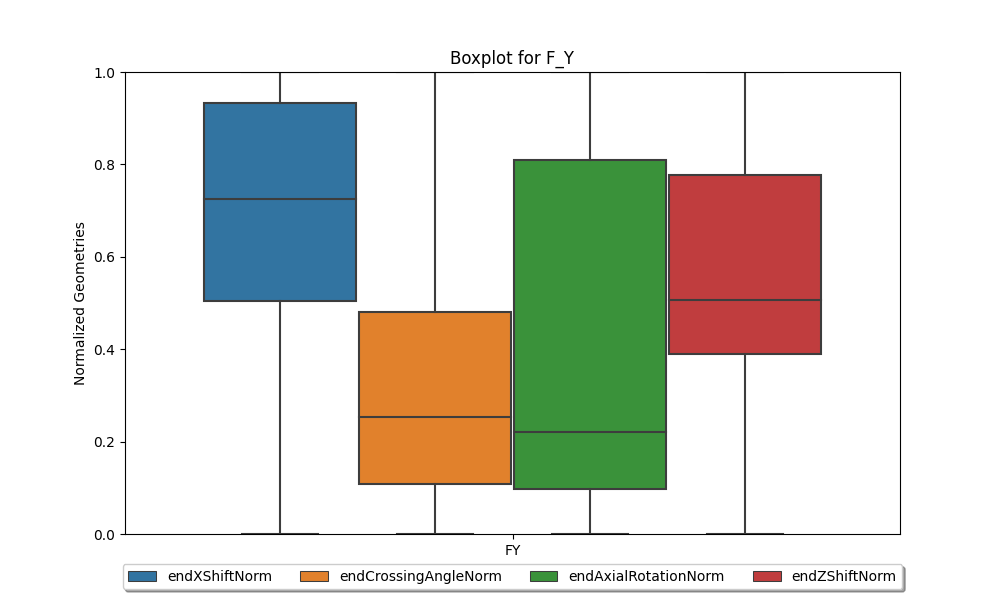 Boxplot for F_Y
1.0
0.8
0.6
0.4
0.2
0.0
Normalized Geometries
FY
endXShiftNorm endCrossingAngleNorm endAxialRotationNorm endZShiftNorm